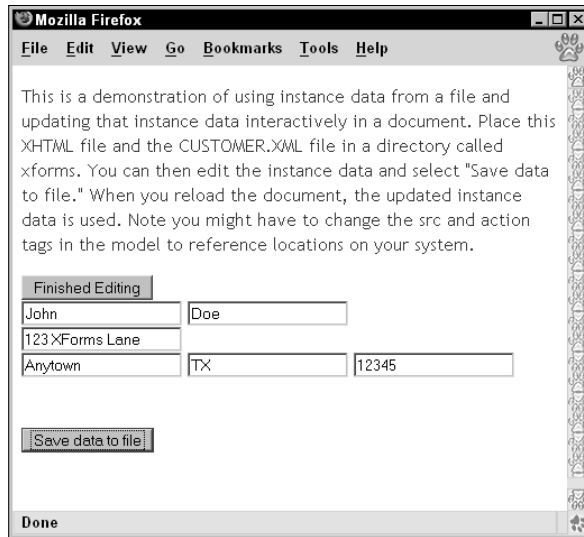 Mozilla Firefox
File Edit View Go Bookmarks Tools Help
This is a demonstration of using instance data from a file and
updating that instance data interactively in a document. Place this
XHTML file and the CUSTOMER.XML file in a directory called
xforms. You can then edit the instance data and select "Save data
to file." When you reload the document, the updated instance
data is used. Note you might have to change the src and action
tags in the model to reference locations on your system.
Finished Editing
John Doe
123 XForms Lane
Anytown TX 12345
Save data to file
Done